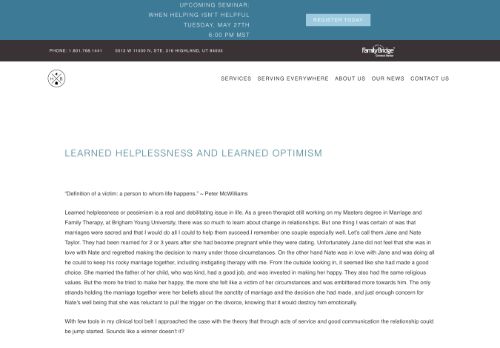 UPCOMING SEMINAR:
WHEN HELPING ISN'T HELPFUL
TUESDAY, MAY 27TH
6:00 PM MST
REGISTER TODAY
PHONE: 1.801.768.1441
5513 W 11000 N, STE. 216 HIGHLAND, UT 84003
FamilyBridge
SERVICES
SERVING EVERYWHERE
ABOUT US
OUR NEWS
CONTACT US
LEARNED HELPLESSNESS AND LEARNED OPTIMISM
"Definition of a victim: a person to whom life happens." ~ Peter McWilliams
Learned helplessness or pessimism is a real and debilitating issue in life. As a green therapist still working on my Masters degree in Marriage and
Family Therapy, at Brigham Young University, there was so much to learn about change in relationships. But one thing I was certain of was that
marriages were sacred and that I would do all I could to help them succeed I remember one couple especially well. Let's call them Jane and Nate
Taylor. They had been married for 2 or 3 years after she had become pregnant while they were dating. Unfortunately Jane did not feel that she was in
love with Nate and regretted making the decision to marry under those circumstances. On the other hand Nate was in love with Jane and was doing all
he could to keep his rocky marriage together, including instigating therapy with me. From the outside looking in, it seemed like she had made a good
choice. She married the father of her child, who was kind, had a good job, and was invested in making her happy. They also had the same religious
values. But the more he tried to make her happy, the more she felt like a victim of her circumstances and was embittered more towards him. The only
strands holding the marriage together were her beliefs about the sanctity of marriage and the decision she had made, and just enough concern for
Nate's well being that she was reluctant to pull the trigger on the divorce, knowing that it would destroy him emotionally.
With few tools in my clinical tool belt I approached the case with the theory that through acts of service and good communication the relationship could
be jump started. Sounds like a winner doesn't it?